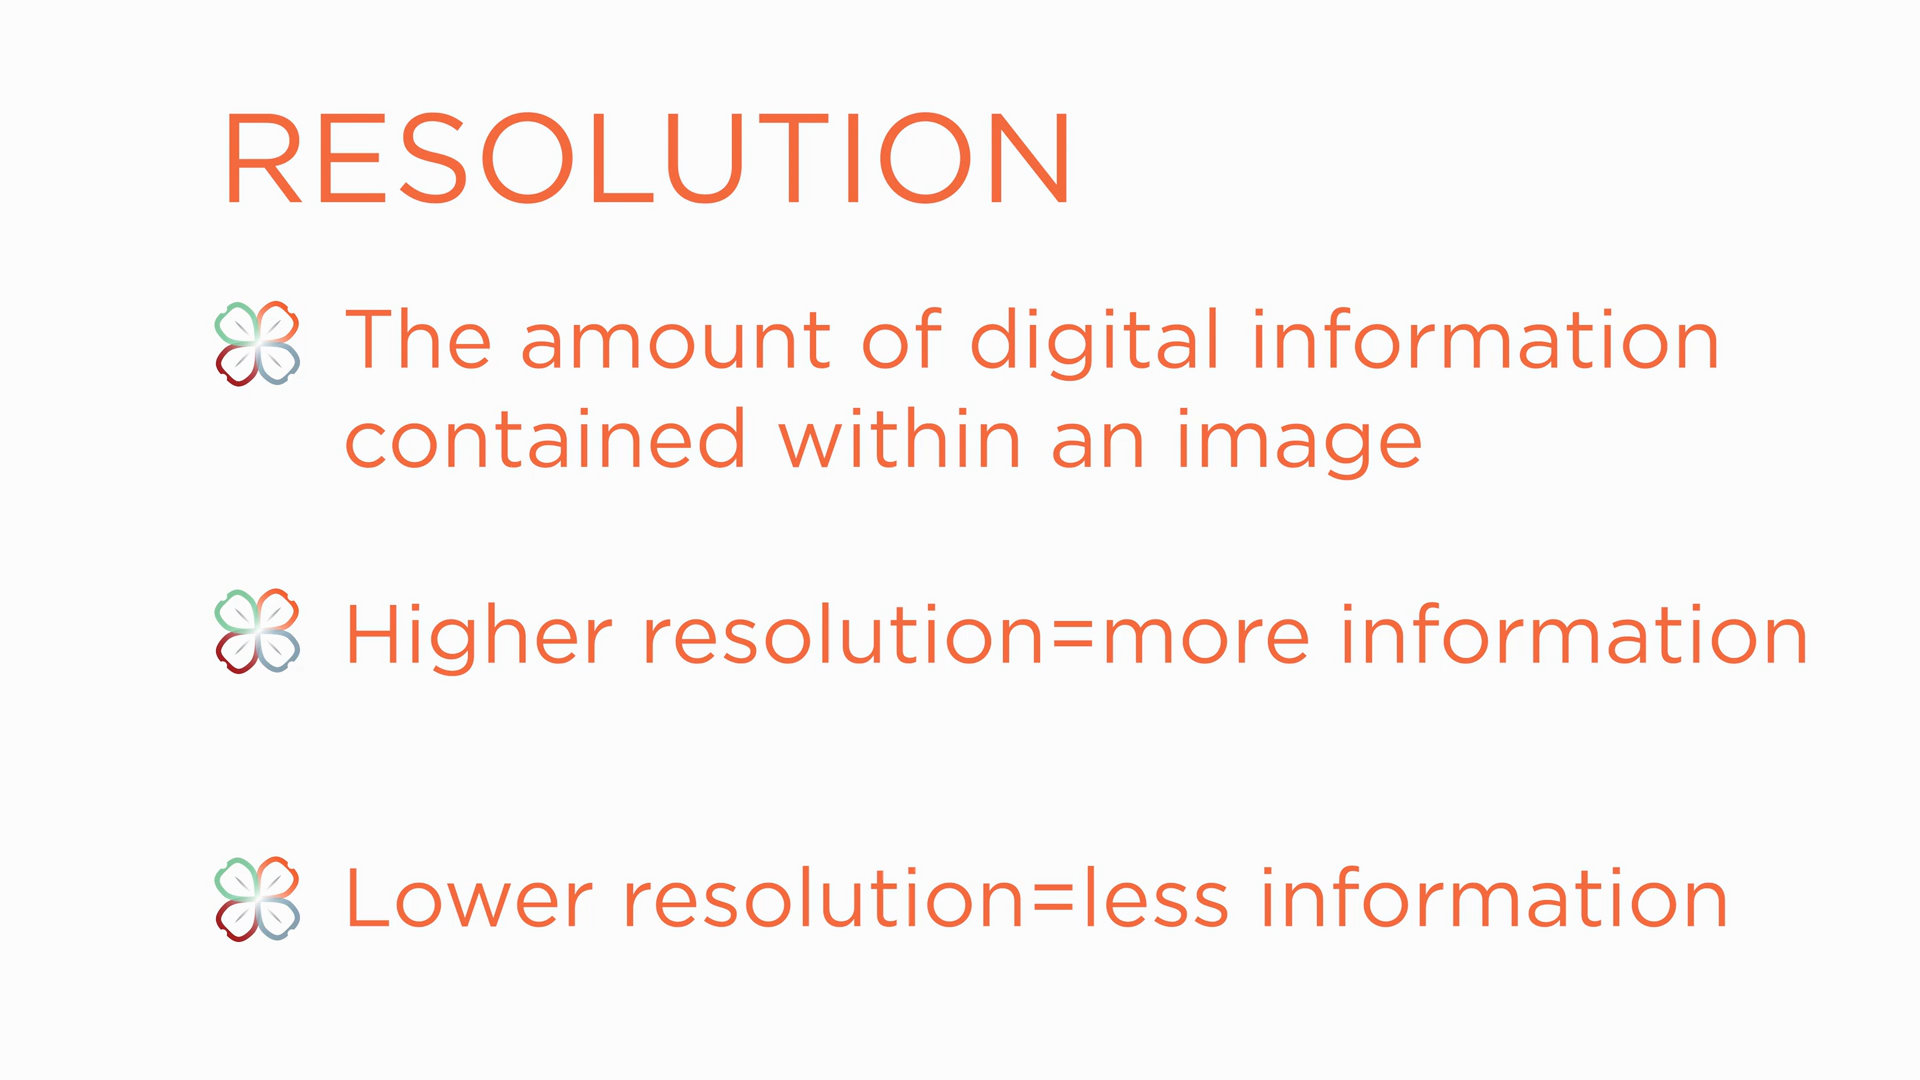 RESOLUTION
The amount of digital information
contained within an image
Higher resolution=more information
Lower resolution=less information